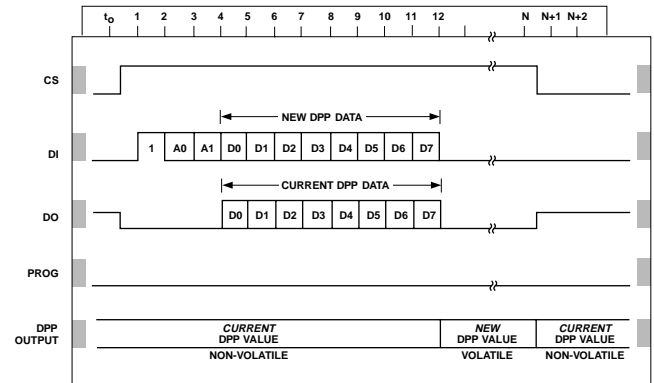 to 1 2 3 4 5 6 7 8 9 10 11 12 N N+1 N+2
CS
NEW DPP DATA
DI 1 A0 A1 D0 D1 D2 D3 D4 D5 D6 D7
CURRENT DPP DATA
DO D0 D1 D2 D3 D4 D5 D6 D7
PROG
DPP OUTPUT
CURRENT DPP VALUE
NON-VOLATILE
NEW DPP VALUE
VOLATILE
CURRENT DPP VALUE
NON-VOLATILE